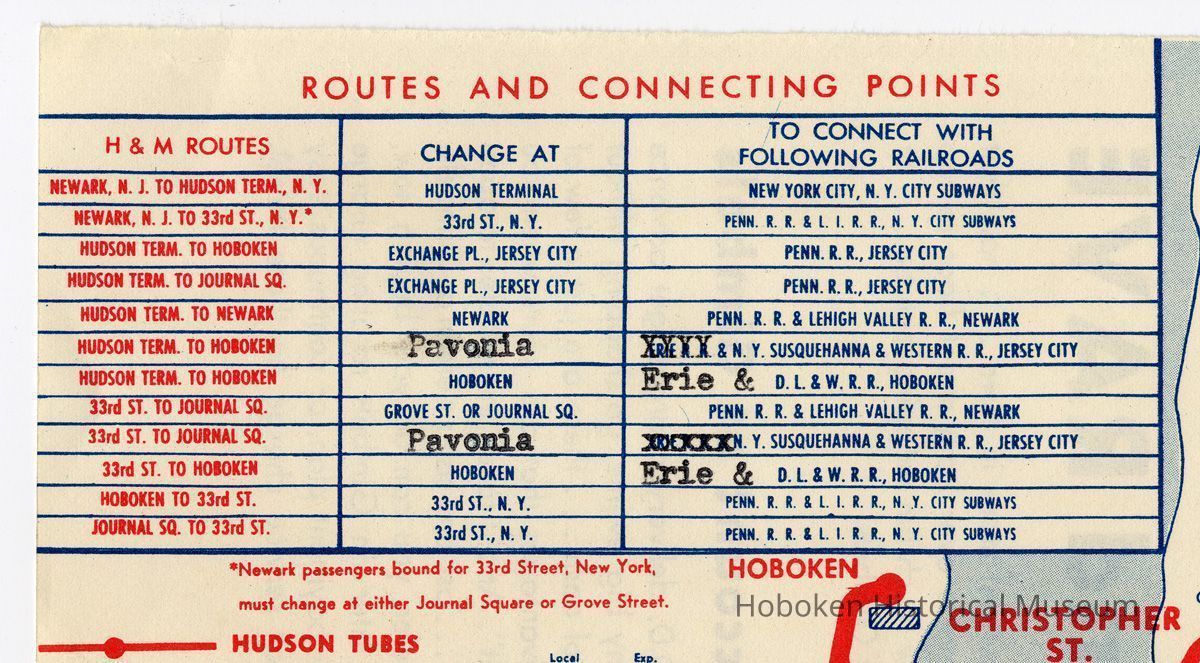 ROUTES AND CONNECTING POINTS
H & M ROUTES
CHANGE AT
TO CONNECT WITH
FOLLOWING RAILROADS
NEWARK, N. J. TO HUDSON TERM., N. Y. HUDSON TERMINAL NEW YORK CITY, N. Y. CITY SUBWAYS
NEWARK, N. J. TO 33rd ST., N. Y.* 33rd ST., N. Y. PENN. R. R. & L. I. R. R., N. Y. CITY SUBWAYS
HUDSON TERM. TO HOBOKEN EXCHANGE PL., JERSEY CITY PENN. R. R., JERSEY CITY
HUDSON TERM. TO JOURNAL SQ. EXCHANGE PL., JERSEY CITY PENN. R. R., JERSEY CITY
HUDSON TERM. TO NEWARK NEWARK PENN. R. R. & LEHIGH VALLEY R. R., NEWARK
HUDSON TERM. TO HOBOKEN Pavonia & N. Y. SUSQUEHANNA & WESTERN R. R., JERSEY CITY
HUDSON TERM. TO HOBOKEN HOBOKEN Erie & D. L. & W. R. R., HOBOKEN
33rd ST. TO JOURNAL SQ. GROVE ST. OR JOURNAL SQ. PENN. R. R. & LEHIGH VALLEY R. R., NEWARK
33rd ST. TO JOURNAL SQ. Pavonia N. Y. SUSQUEHANNA & WESTERN R. R., JERSEY CITY
33rd ST. TO HOBOKEN HOBOKEN Erie & D. L. & W. R. R., HOBOKEN
HOBOKEN TO 33rd ST. 33rd ST., N. Y. PENN. R. R. & L. I. R. R., N. Y. CITY SUBWAYS
JOURNAL SQ. TO 33rd ST. 33rd ST., N. Y. PENN. R. R. & L. I. R. R., N. Y. CITY SUBWAYS
*Newark passengers bound for 33rd Street, New York,
must change at either Journal Square or Grove Street.
HOBOKEN
Hoboken Historical Museum
CHRISTOPHER
ST.
HUDSON TUBES
Local Exp.